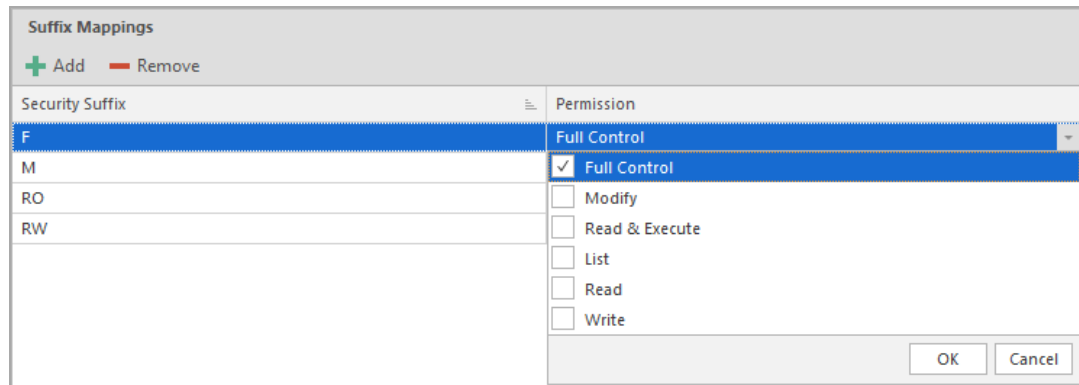 Suffix Mappings
Add Remove
Security Suffix Permission
F Full Control
M Full Control
RO Modify
RW Read & Execute
List
Read
Write
OK Cancel